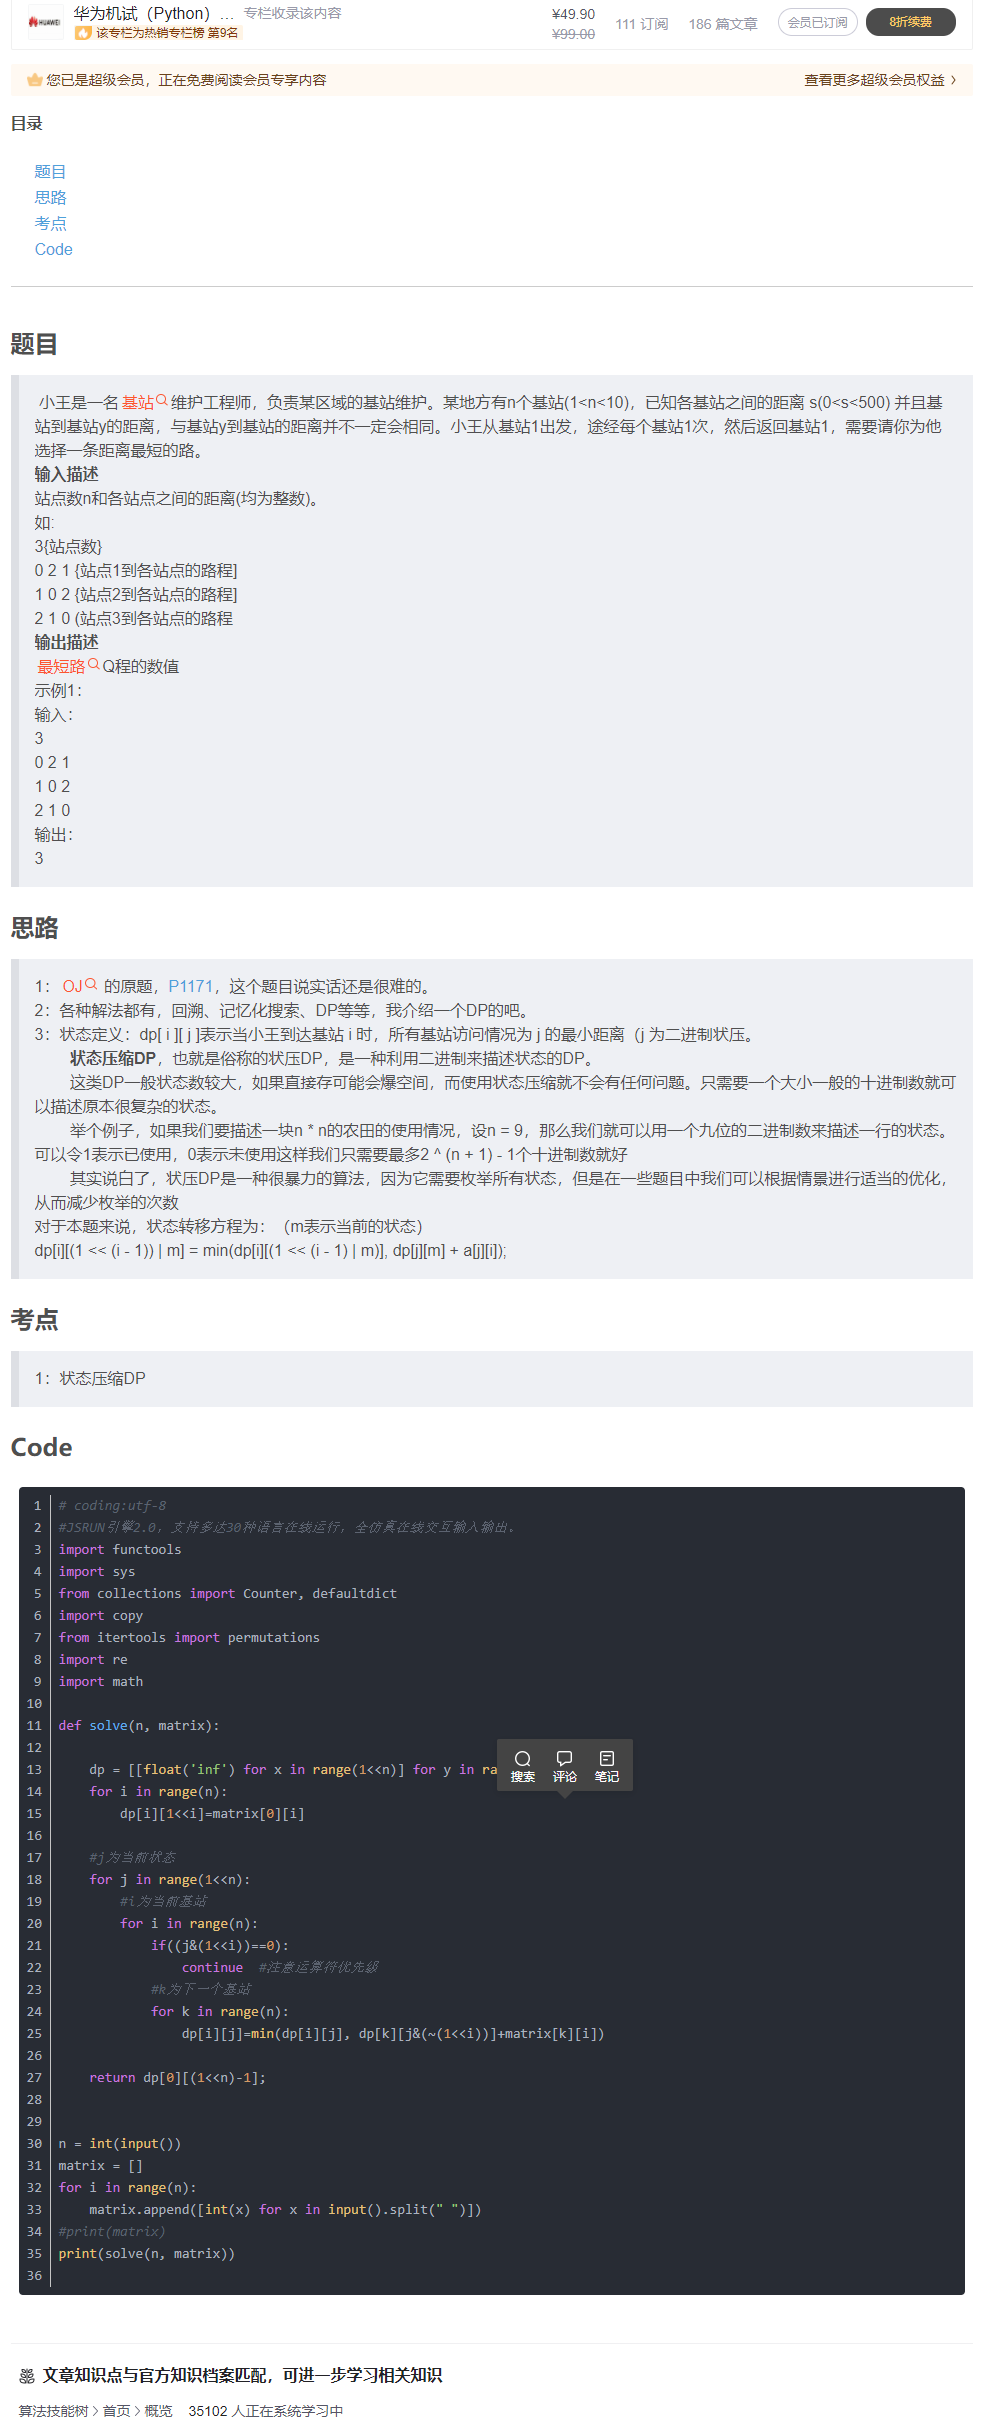 HUAWEI 华为机试（Python）... 专栏收录该内容 ¥49.90 111 订阅 186 篇文章 会员已订阅 8折续费
该专栏为热销专栏榜 第9名 ¥99.00
您已是超级会员，正在免费阅读会员专享内容 查看更多超级会员权益
目录
题目
思路
考点
Code
题目
小王是一名 基站 维护工程师，负责某区域的基站维护。某地方有n个基站(1<n<10)，已知各基站之间的距离 s(0<s<500) 并且基
站到基站y的距离，与基站y到基站的距离并不一定会相同。小王从基站1出发，途经每个基站1次，然后返回基站1，需要请你为他
选择一条距离最短的路。
输入描述
站点数n和各站点之间的距离(均为整数)。
如:
3{站点数}
0 2 1 {站点1到各站点的路程]
1 0 2 {站点2到各站点的路程]
2 1 0 (站点3到各站点的路程
输出描述
最短路 Q程的数值
示例1：
输入：
3
0 2 1
1 0 2
2 1 0
输出：
3
思路
1： OJ 的原题，P1171，这个题目说实话还是很难的。
2：各种解法都有，回溯、记忆化搜索、DP等等，我介绍一个DP的吧。
3：状态定义：dp[ i ][ j ]表示当小王到达基站 i 时，所有基站访问情况为 j 的最小距离（j 为二进制状压。
状态压缩DP，也就是俗称的状压DP，是一种利用二进制来描述状态的DP。
这类DP一般状态数较大，如果直接存可能会爆空间，而使用状态压缩就不会有任何问题。只需要一个大小一般的十进制数就可
以描述原本很复杂的状态。
举个例子，如果我们要描述一块n * n的农田的使用情况，设n = 9，那么我们就可以用一个九位的二进制数来描述一行的状态。
可以令1表示已使用，0表示未使用这样我们只需要最多2 ^ (n + 1) - 1个十进制数就好
其实说白了，状压DP是一种很暴力的算法，因为它需要枚举所有状态，但是在一些题目中我们可以根据情景进行适当的优化，
从而减少枚举的次数
对于本题来说，状态转移方程为：（m表示当前的状态）
dp[i][(1 << (i - 1)) | m] = min(dp[i][(1 << (i - 1) | m)], dp[j][m] + a[j][i]);
考点
1：状态压缩DP
Code
1 # coding:utf-8
2 #JSRUN引擎2.0，支持多达30种语言在线运行，全仿真在线交互输入输出。
3 import functools
4 import sys
5 from collections import Counter, defaultdict
6 import copy
7 from itertools import permutations
8 import re
9 import math
10
11 def solve(n, matrix):
12
13 dp = [[float('inf') for x in range(1<<n)] for y in ra
搜索 评论 笔记
14 for i in range(n):
15 dp[i][1<<i]=matrix[0][i]
16
17 #j为当前状态
18 for j in range(1<<n):
19 #i为当前基站
20 for i in range(n):
21 if((j&(1<<i))==0):
22 continue #注意运算符优先级
23 #k为下一个基站
24 for k in range(n):
25 dp[i][j]=min(dp[i][j], dp[k][j&(~(1<<i))]+matrix[k][i])
26
27 return dp[0][(1<<n)-1];
28
29
30 n = int(input())
31 matrix = []
32 for i in range(n):
33 matrix.append([int(x) for x in input().split(" ")])
34 #print(matrix)
35 print(solve(n, matrix))
36
文章知识点与官方知识档案匹配，可进一步学习相关知识
算法技能树 > 首页 > 概览 35102 人正在系统学习中